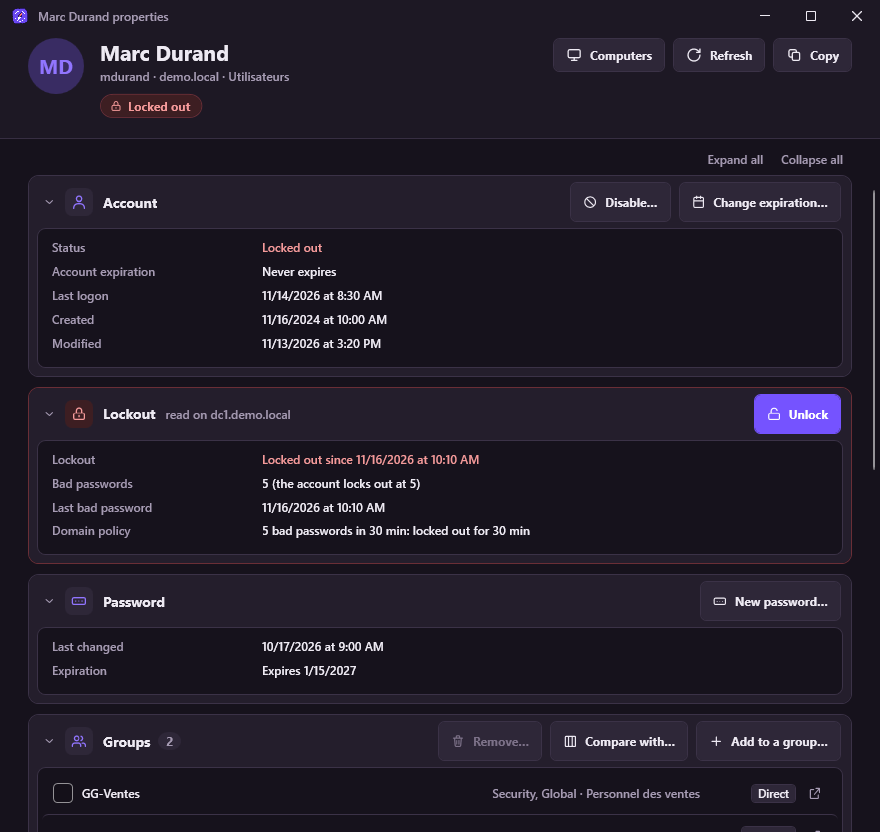 Marc Durand properties
MD
Marc Durand
mdurand · demo.local · Utilisateurs
Locked out
Computers
Refresh
Copy
Expand all
Collapse all
Account
Disable...
Change expiration...
Status Locked out
Account expiration Never expires
Last logon 11/14/2026 at 8:30 AM
Created 11/16/2024 at 10:00 AM
Modified 11/13/2026 at 3:20 PM
Lockout read on dc1.demo.local
Unlock
Lockout Locked out since 11/16/2026 at 10:10 AM
Bad passwords 5 (the account locks out at 5)
Last bad password 11/16/2026 at 10:10 AM
Domain policy 5 bad passwords in 30 min: locked out for 30 min
Password
New password...
Last changed 10/17/2026 at 9:00 AM
Expiration Expires 1/15/2027
Groups 2
Remove...
Compare with...
Add to a group...
GG-Ventes Security, Global · Personnel des ventes Direct